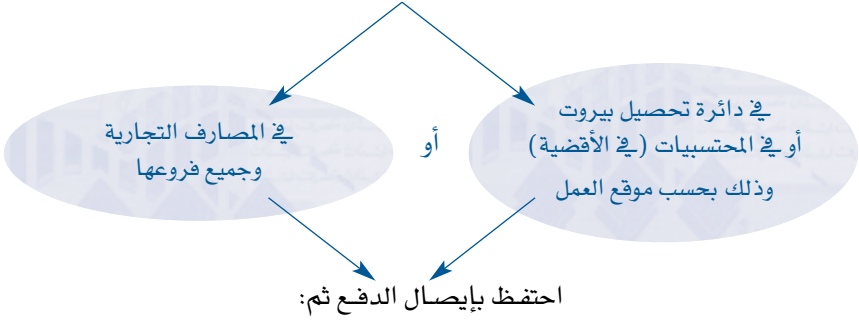 في دائرة تحصيل بيروت
أو في المحتسبيات (في الأقضية)
وذلك بحسب موقع العمل
أو
في المصارف التجارية
وجميع فروعها
احتفظ بإيصال الدفع ثم: